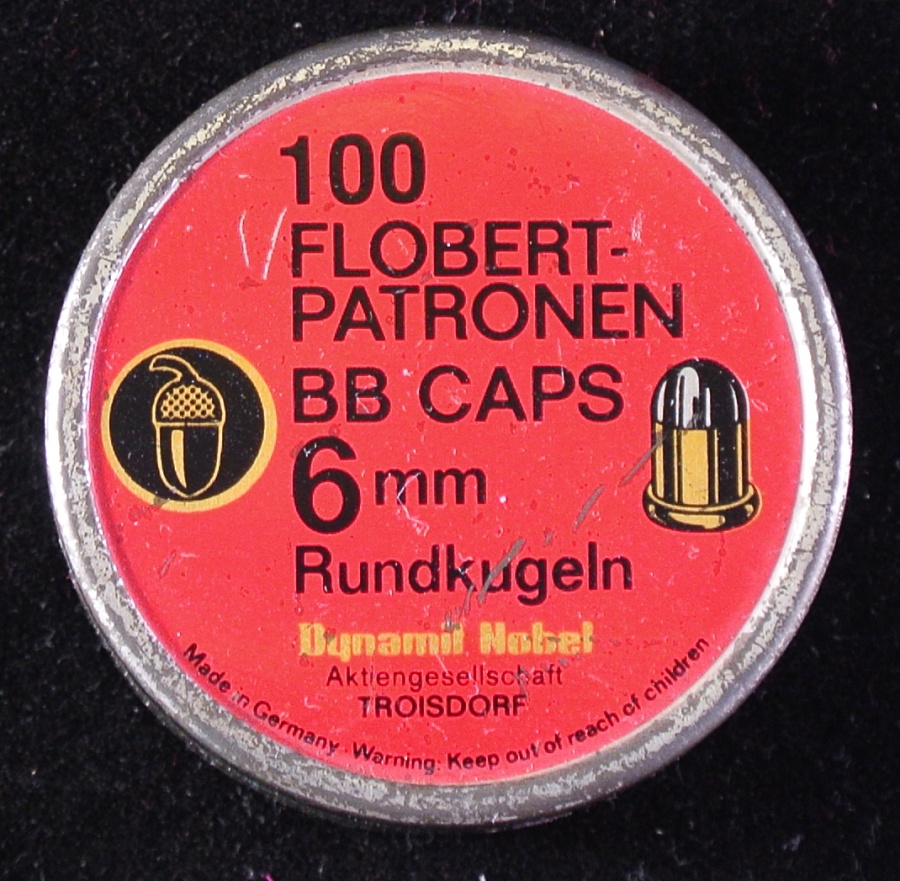 100
FLOBERT-
PATRONEN
BB CAPS
6 mm
Rundkugeln
Dynamit Nobel
Aktiengesellschaft
TROISDORF
Made in Germany · Warning: Keep out of reach of children